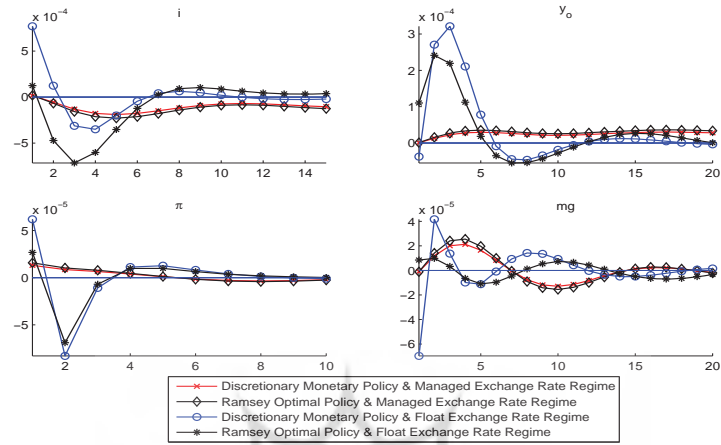 x 10⁻⁴
i
5
0
-5
2 4 6 8 10 12 14
x 10⁻⁴
y_o
3
2
1
0
5 10 15 20
x 10⁻⁵
π
5
0
-5
2 4 6 8 10
x 10⁻⁵
mg
4
2
0
-2
-4
-6
5 10 15 20
Discretionary Monetary Policy & Managed Exchange Rate Regime
Ramsey Optimal Policy & Managed Exchange Rate Regime
Discretionary Monetary Policy & Float Exchange Rate Regime
Ramsey Optimal Policy & Float Exchange Rate Regime